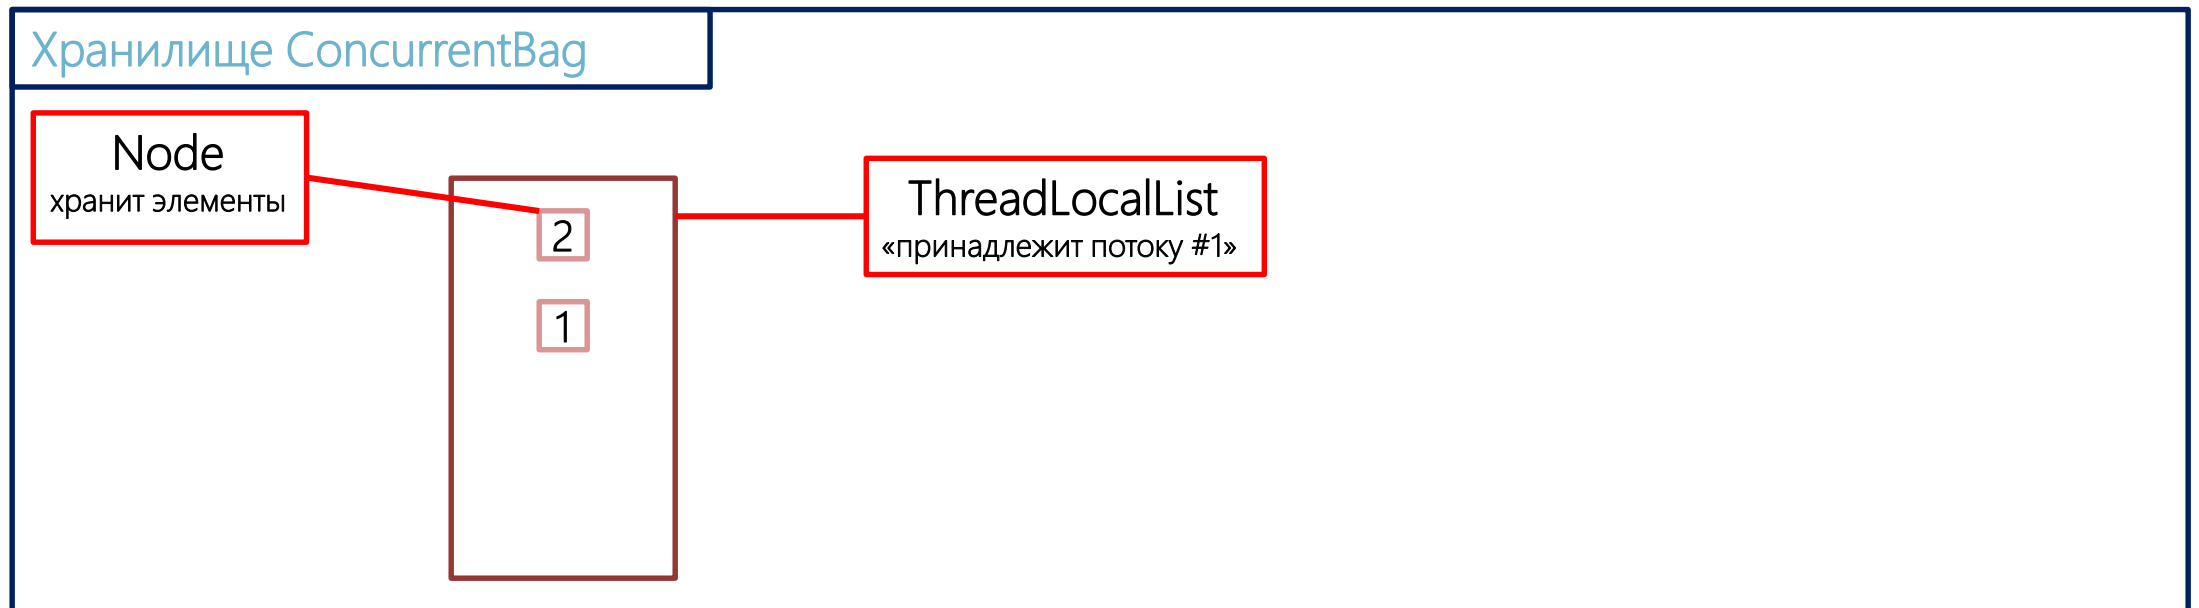 Хранилище ConcurrentBag
Node
хранит элементы
ThreadLocalList
«принадлежит потоку #1»
2
1